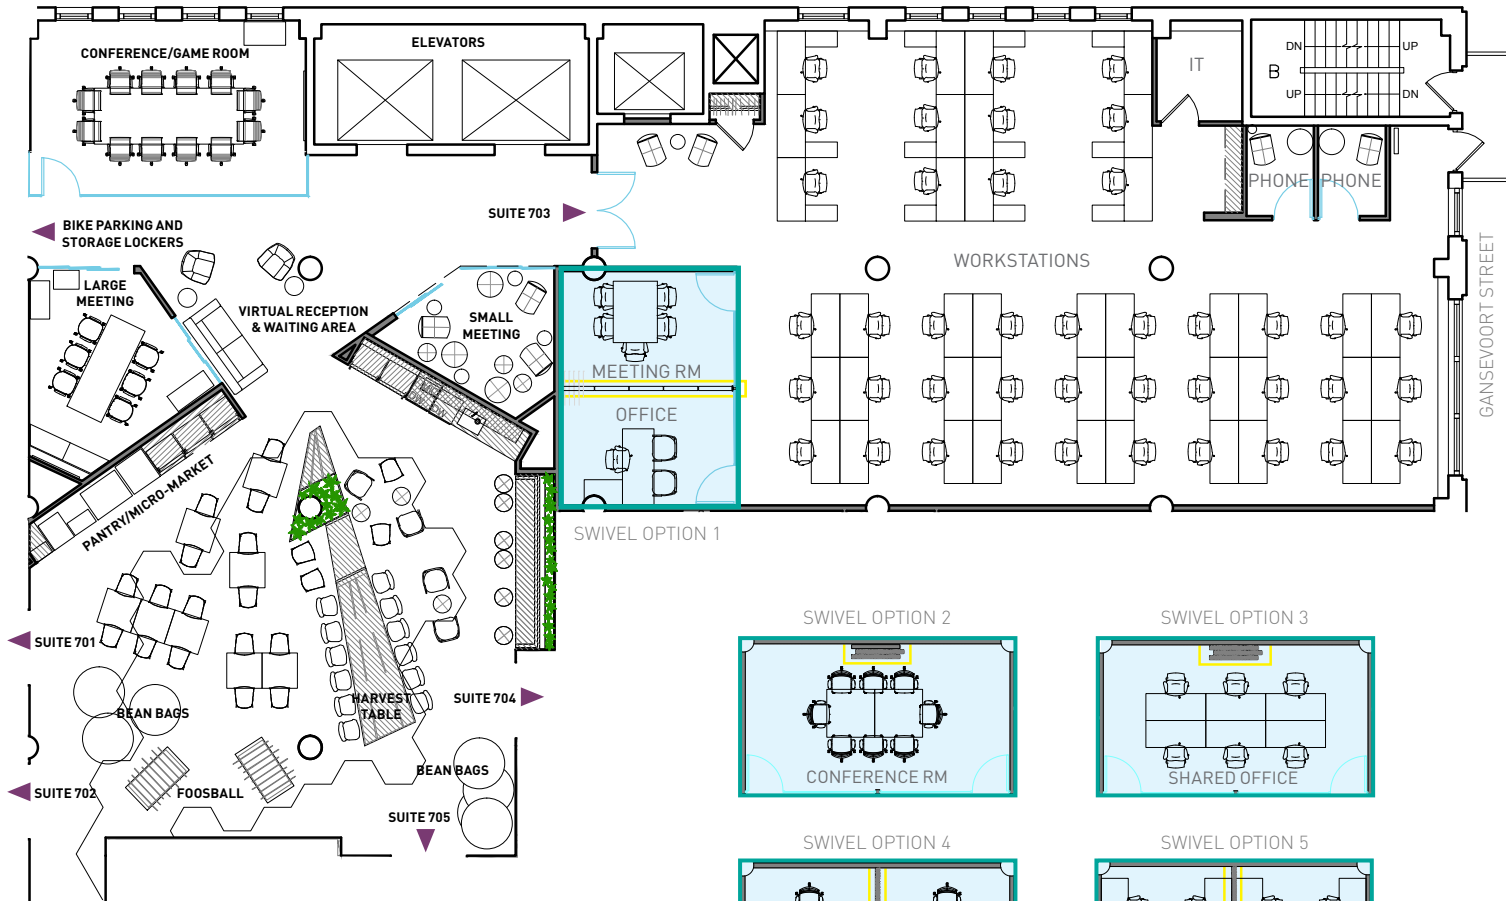 CONFERENCE/GAME ROOM
ELEVATORS
IT
B
DN
UP
UP
DN
PHONE
PHONE
SUITE 703
BIKE PARKING AND
STORAGE LOCKERS
LARGE
MEETING
VIRTUAL RECEPTION
& WAITING AREA
SMALL
MEETING
WORKSTATIONS
GANSEVOORT STREET
MEETING RM
OFFICE
SWIVEL OPTION 1
PANTRY/MICRO-MARKET
SUITE 701
BEAN BAGS
HARVEST
TABLE
SUITE 704
SUITE 702
FOOSBALL
BEAN BAGS
SUITE 705
SWIVEL OPTION 2
CONFERENCE RM
SWIVEL OPTION 3
SHARED OFFICE
SWIVEL OPTION 4
SWIVEL OPTION 5